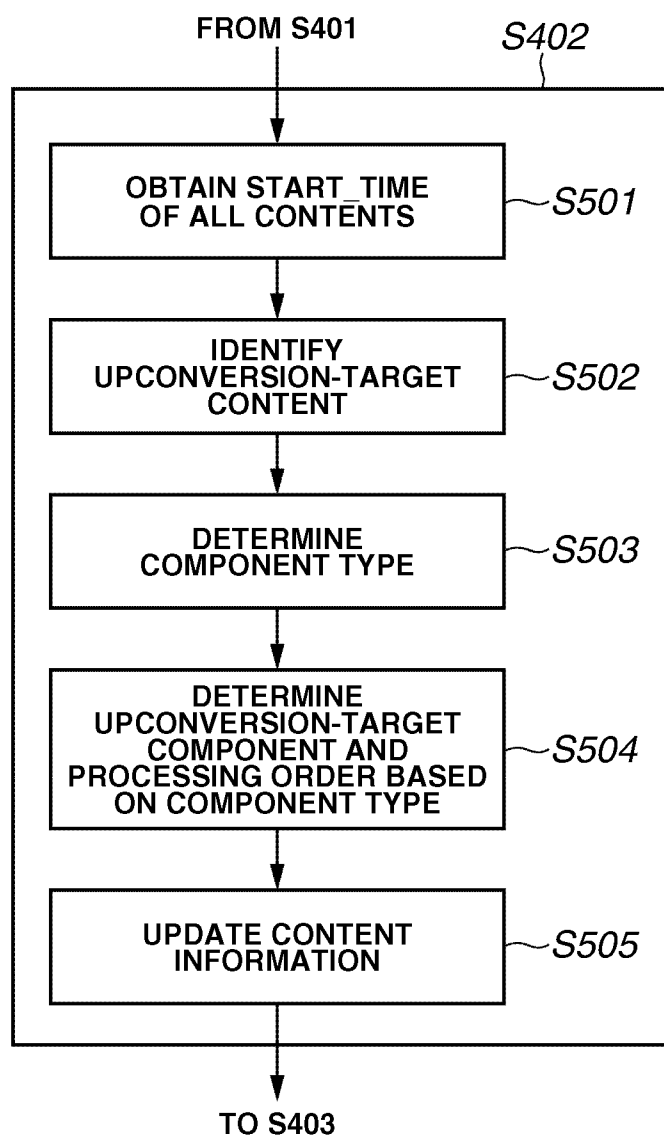 FROM S401
S402
OBTAIN START_TIME
OF ALL CONTENTS
S501
IDENTIFY
UPCONVERSION-TARGET
CONTENT
S502
DETERMINE
COMPONENT TYPE
S503
DETERMINE
UPCONVERSION-TARGET
COMPONENT AND
PROCESSING ORDER BASED
ON COMPONENT TYPE
S504
UPDATE CONTENT
INFORMATION
S505
TO S403